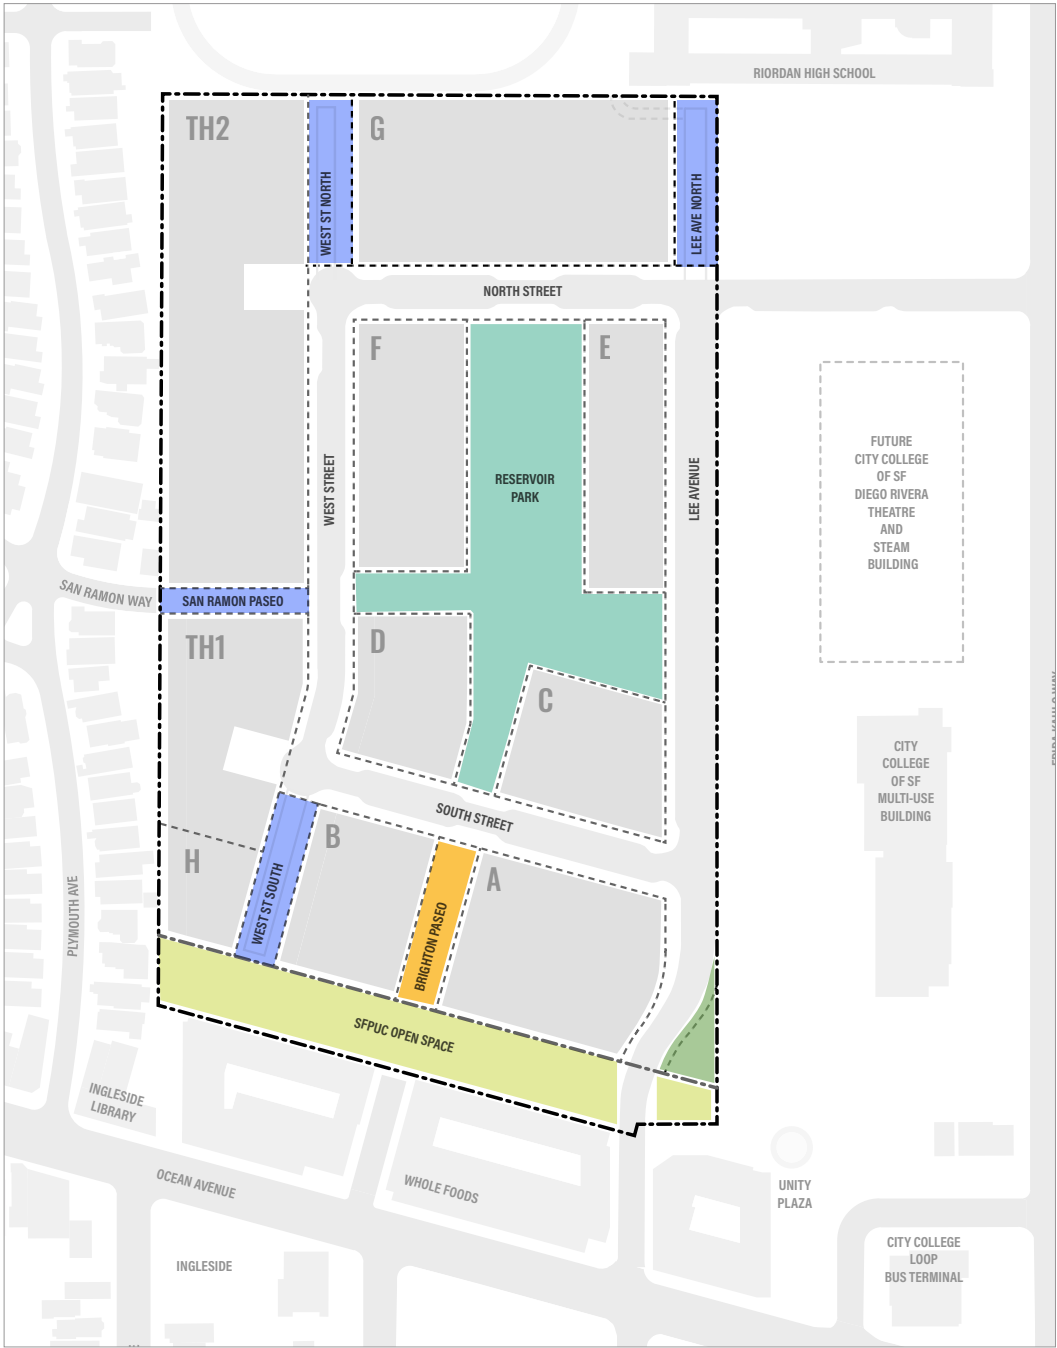 RIORDAN HIGH SCHOOL
TH2
G
WEST ST NORTH
LEE AVE NORTH
NORTH STREET
F
E
WEST STREET
RESERVOIR
PARK
LEE AVENUE
FUTURE
CITY COLLEGE
OF SF
DIEGO RIVERA
THEATRE
AND
STEAM
BUILDING
SAN RAMON WAY
SAN RAMON PASEO
TH1
D
C
CITY
COLLEGE
OF SF
MULTI-USE
BUILDING
SOUTH STREET
B
H
A
PLYMOUTH AVE
WEST ST SOUTH
BRIGHTON PASEO
SFPUC OPEN SPACE
INGLESIDE
LIBRARY
OCEAN AVENUE
WHOLE FOODS
UNITY
PLAZA
INGLESIDE
CITY COLLEGE
LOOP
BUS TERMINAL